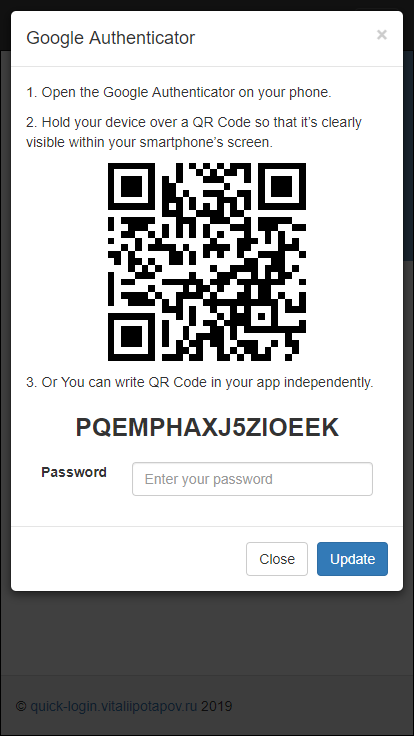 Google Authenticator ×
1. Open the Google Authenticator on your phone.
2. Hold your device over a QR Code so that it’s clearly
visible within your smartphone’s screen.
3. Or You can write QR Code in your app independently.
PQEMPHAXJ5ZIOEEK
Password Enter your password
Close Update
© quick-login.vitaliipotapov.ru 2019